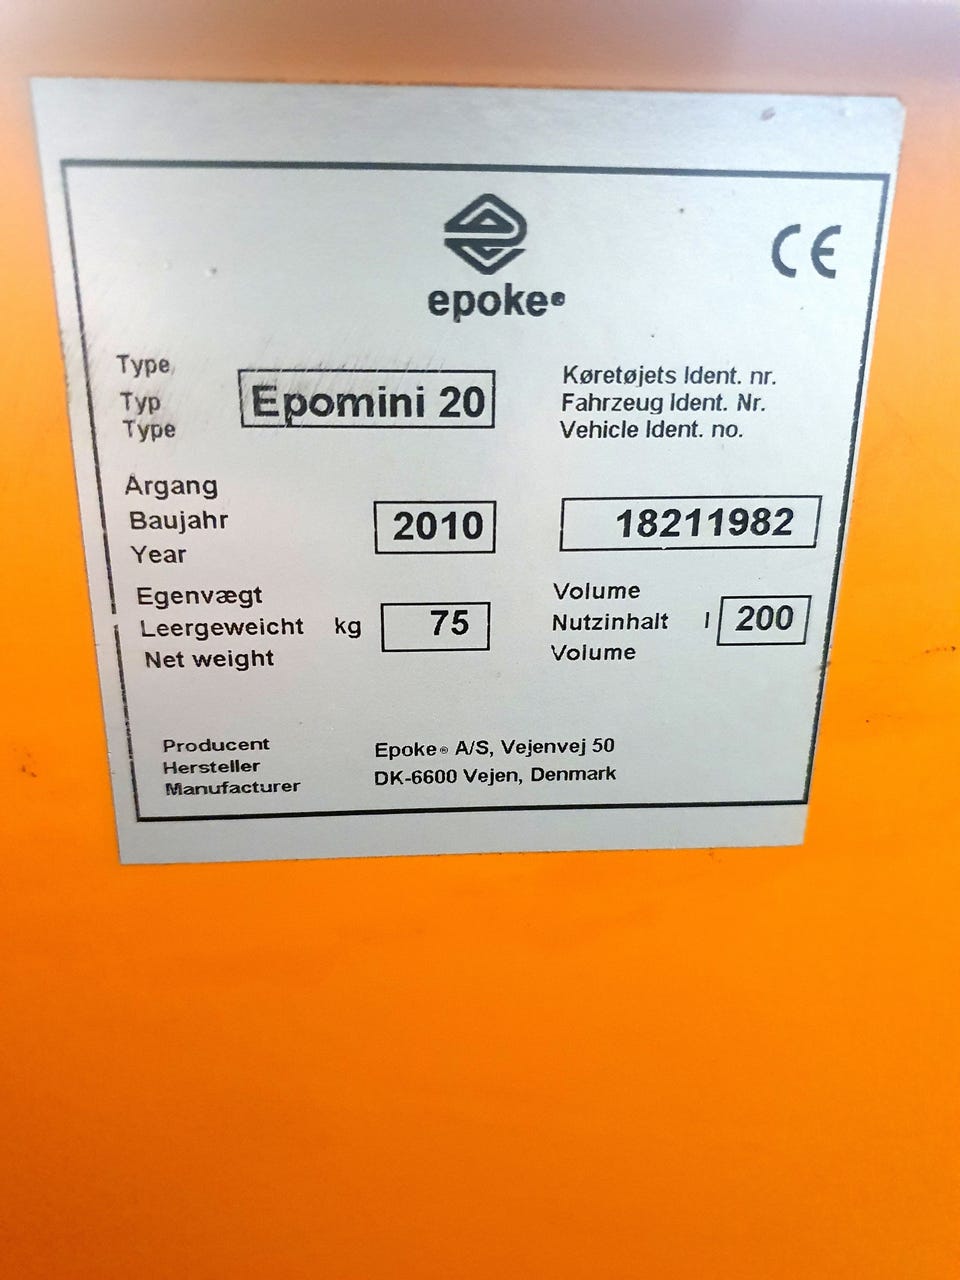 CE
epoke®
Type
Typ
Type
Epomini 20
Køretøjets Ident. nr.
Fahrzeug Ident. Nr.
Vehicle Ident. no.
Årgang
Baujahr
Year
2010
18211982
Egenvægt
Leergeweicht kg
Net weight
75
Volume
Nutzinhalt l
Volume
200
Producent
Hersteller
Manufacturer
Epoke® A/S, Vejenvej 50
DK-6600 Vejen, Denmark